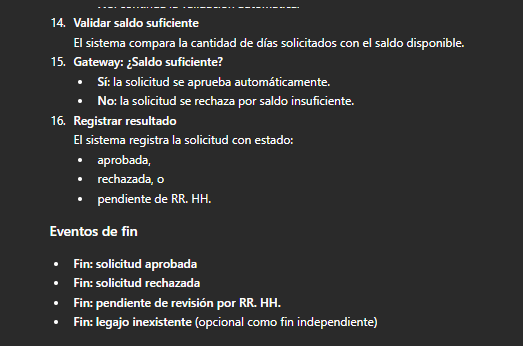 14. Validar saldo suficiente
El sistema compara la cantidad de días solicitados con el saldo disponible.
15. Gateway: ¿Saldo suficiente?
• Sí: la solicitud se aprueba automáticamente.
• No: la solicitud se rechaza por saldo insuficiente.
16. Registrar resultado
El sistema registra la solicitud con estado:
• aprobada,
• rechazada, o
• pendiente de RR. HH.
Eventos de fin
• Fin: solicitud aprobada
• Fin: solicitud rechazada
• Fin: pendiente de revisión por RR. HH.
• Fin: legajo inexistente (opcional como fin independiente)